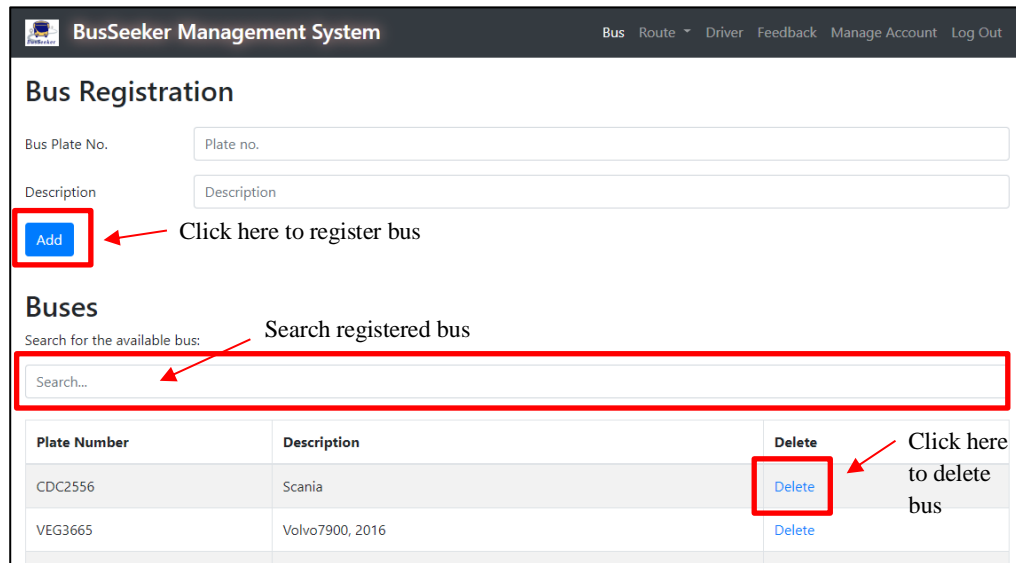 BusSeeker Management System Bus Route Driver Feedback Manage Account Log Out
Bus Registration
Bus Plate No. Plate no.
Description Description
Add Click here to register bus
Buses
Search registered bus
Search for the available bus:
Search...
Plate Number Description Delete
Click here
to delete
bus
CDC2556 Scania Delete
VEG3665 Volvo7900, 2016 Delete